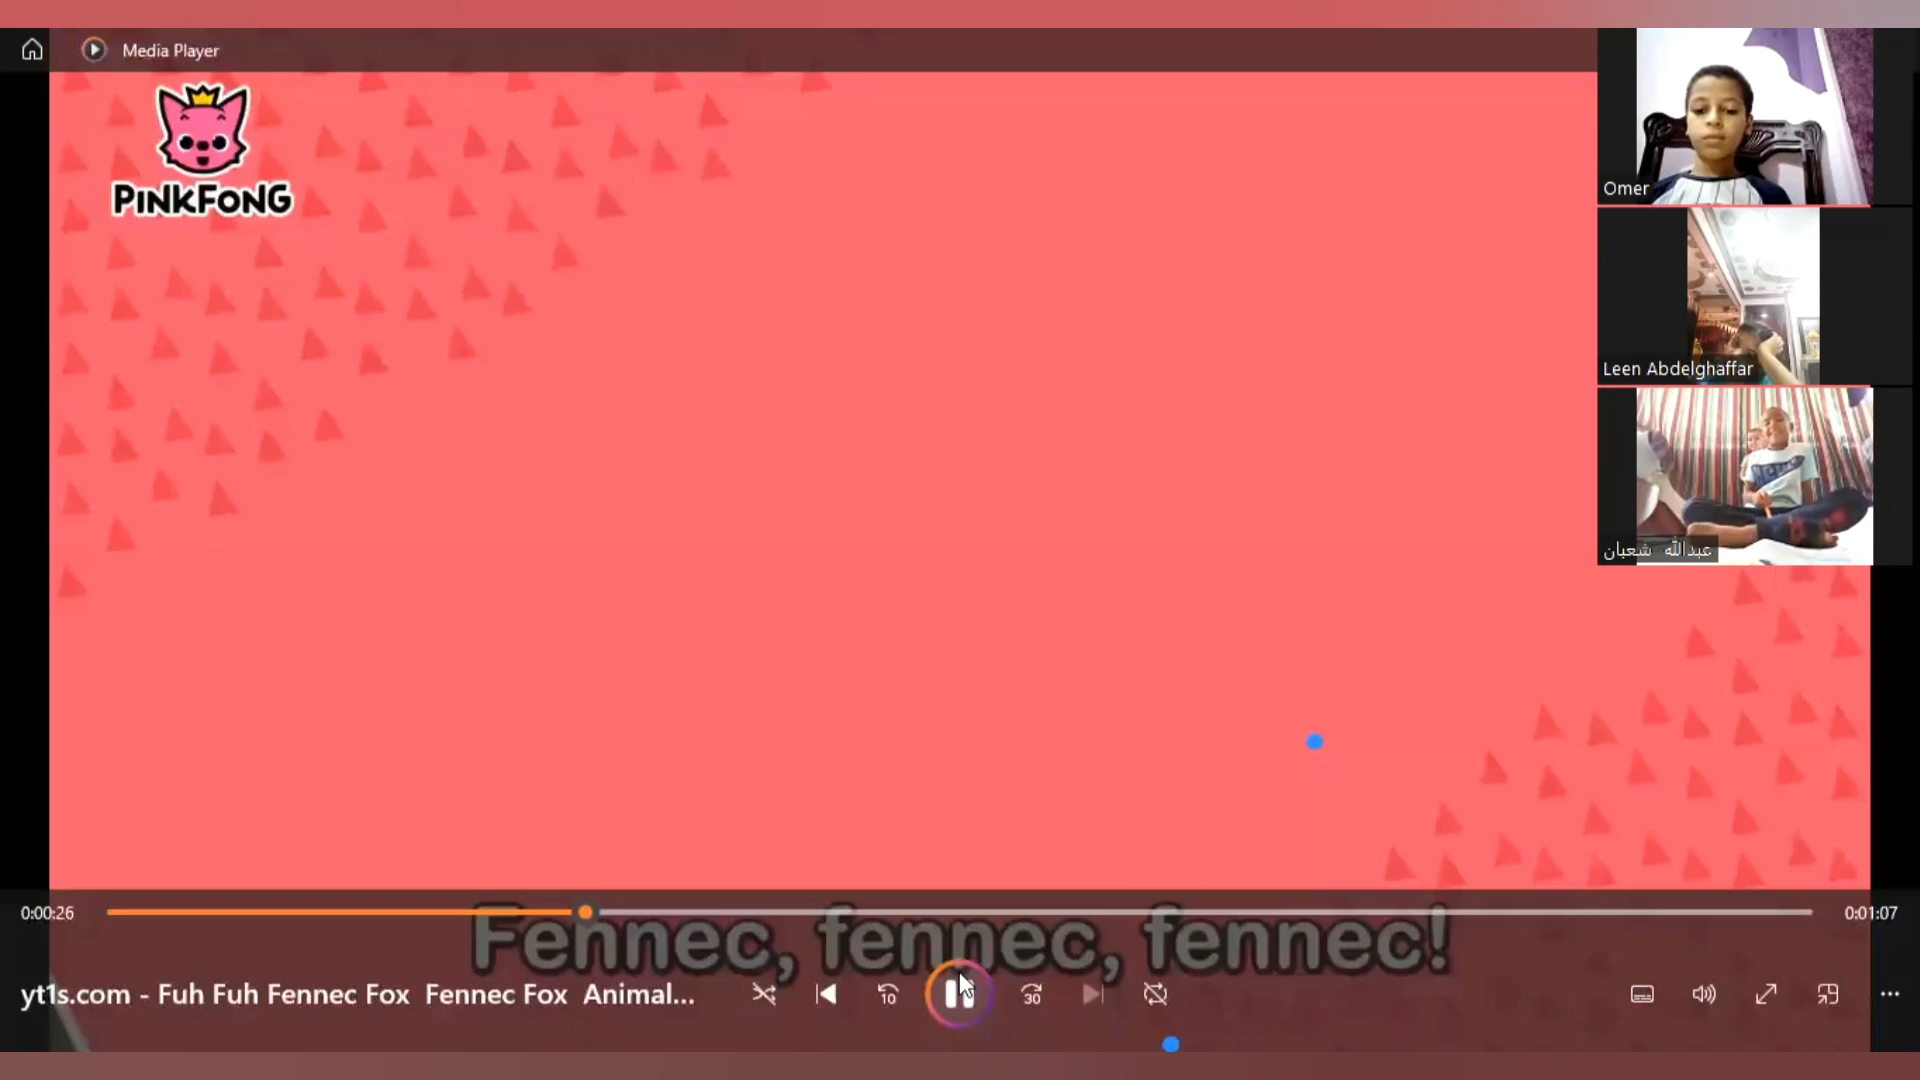 Media Player
PINKFONG
Omer
Leen Abdelghaffar
عبدالله شعبان
0:00:26
0:01:07
Fennec, fennec, fennec!
yt1s.com - Fuh Fuh Fennec Fox Fennec Fox Animal...
10
30